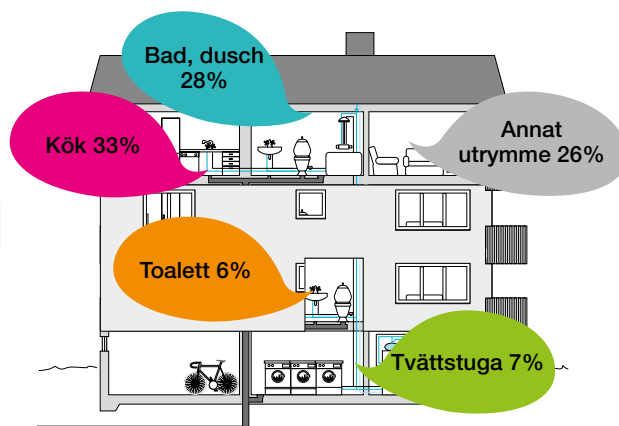 Bad, dusch
28%
Kök 33%
Annat
utrymme 26%
Toalett 6%
Tvättstuga 7%